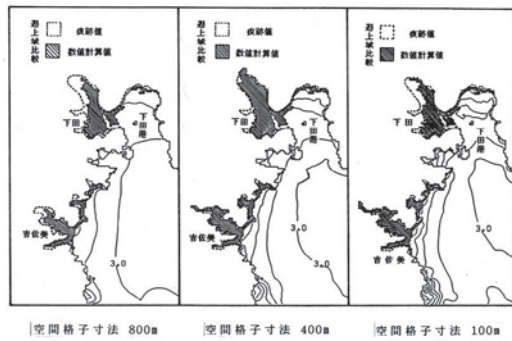 遡上域比較
痕跡値
数値計算値
下田
下田港
吉佐美
3.0
空間格子寸法 800m
遡上域比較
痕跡値
数値計算値
下田
下田港
吉佐美
3.0
空間格子寸法 400m
遡上域比較
痕跡値
数値計算値
下田
下田港
吉佐美
3.0
空間格子寸法 100m